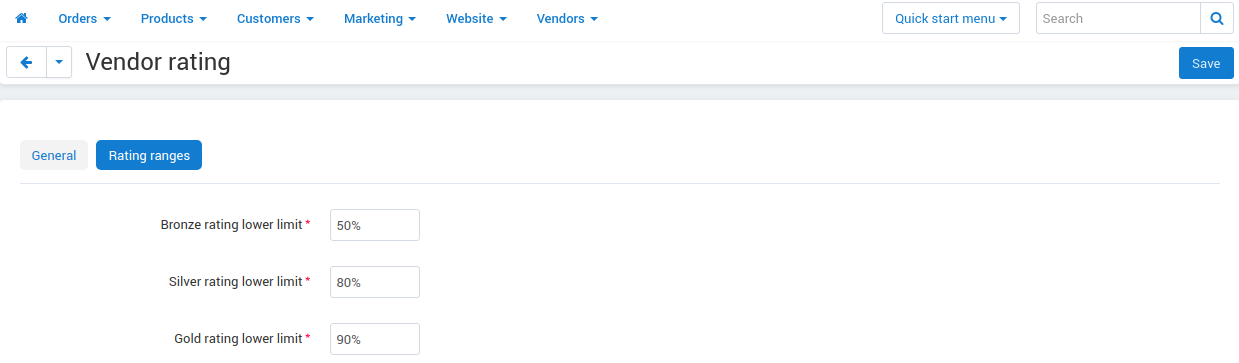 Orders Products Customers Marketing Website Vendors Quick start menu Search
Vendor rating Save
General Rating ranges
Bronze rating lower limit * 50%
Silver rating lower limit * 80%
Gold rating lower limit * 90%